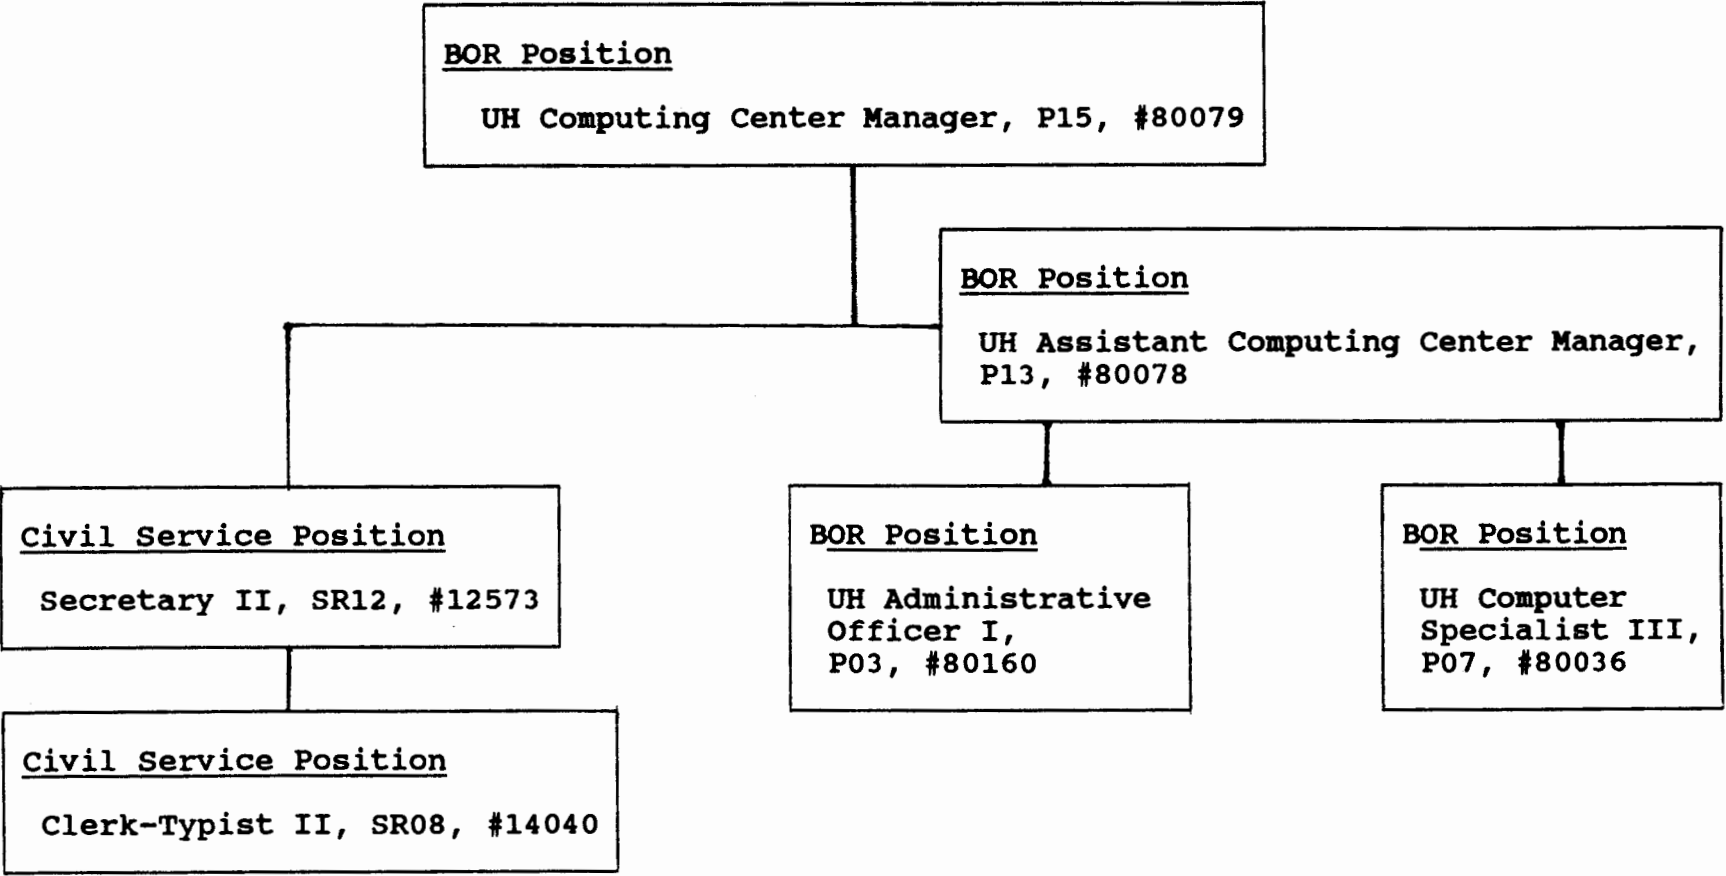 BOR Position
UH Computing Center Manager, P15, #80079
BOR Position
UH Assistant Computing Center Manager,
P13, #80078
Civil Service Position
Secretary II, SR12, #12573
Civil Service Position
Clerk-Typist II, SR08, #14040
BOR Position
UH Administrative
Officer I,
P03, #80160
BOR Position
UH Computer
Specialist III,
P07, #80036